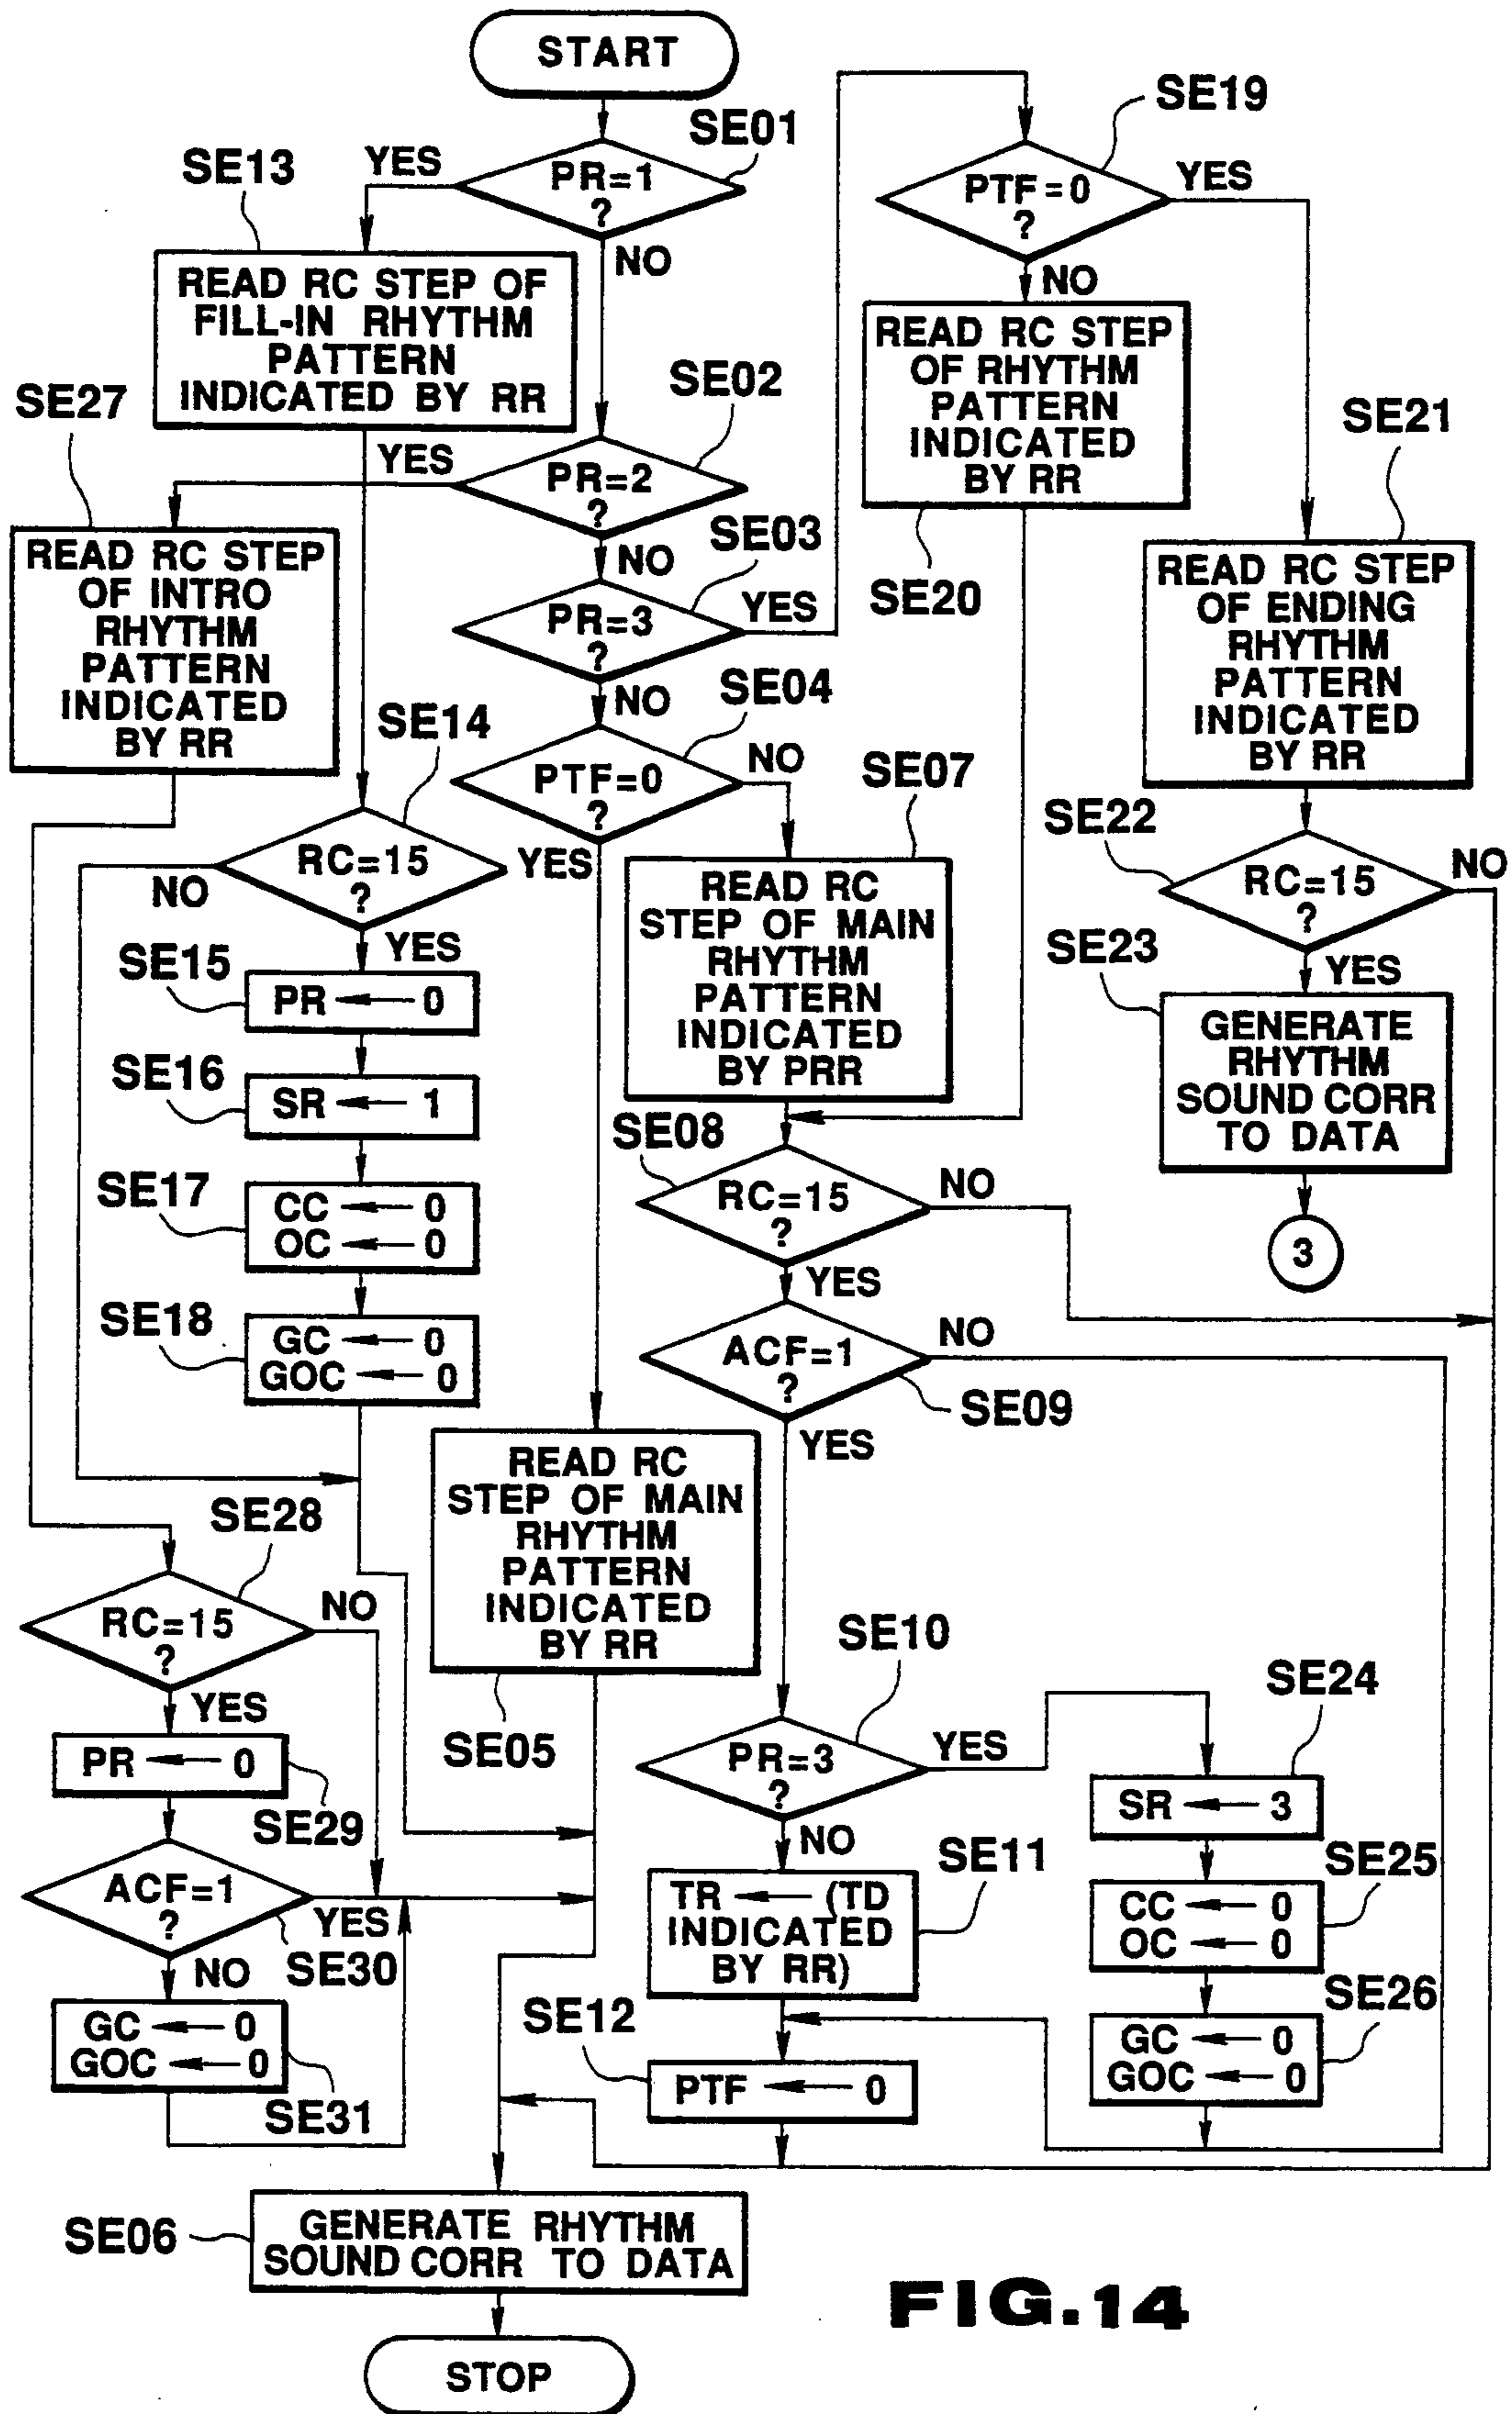 START
SE01
PR=1
?
YES
NO
SE13
READ RC STEP OF
FILL-IN RHYTHM
PATTERN
INDICATED BY RR
SE02
PR=2
?
YES
NO
SE27
READ RC STEP
OF INTRO
RHYTHM
PATTERN
INDICATED
BY RR
SE03
PR=3
?
YES
NO
SE04
PTF=0
?
NO
YES
SE19
PTF=0
?
YES
NO
READ RC STEP
OF RHYTHM
PATTERN
INDICATED
BY RR
SE20
SE21
READ RC STEP
OF ENDING
RHYTHM
PATTERN
INDICATED
BY RR
SE22
RC=15
?
NO
YES
SE23
GENERATE
RHYTHM
SOUND CORR
TO DATA
3
SE14
RC=15
?
NO
YES
SE15
PR ← 0
SE16
SR ← 1
SE17
CC ← 0
OC ← 0
SE18
GC ← 0
GOC ← 0
SE07
READ RC
STEP OF MAIN
RHYTHM
PATTERN
INDICATED
BY PRR
SE08
RC=15
?
NO
YES
ACF=1
?
NO
SE09
YES
READ RC
STEP OF MAIN
RHYTHM
PATTERN
INDICATED
BY RR
SE05
SE28
RC=15
?
NO
YES
PR ← 0
SE29
ACF=1
?
YES
SE30
NO
GC ← 0
GOC ← 0
SE31
SE10
PR=3
?
YES
NO
SE24
SR ← 3
SE25
CC ← 0
OC ← 0
SE26
GC ← 0
GOC ← 0
SE11
TR ← (TD
INDICATED
BY RR)
SE12
PTF ← 0
SE06
GENERATE RHYTHM
SOUND CORR TO DATA
STOP
FIG.14